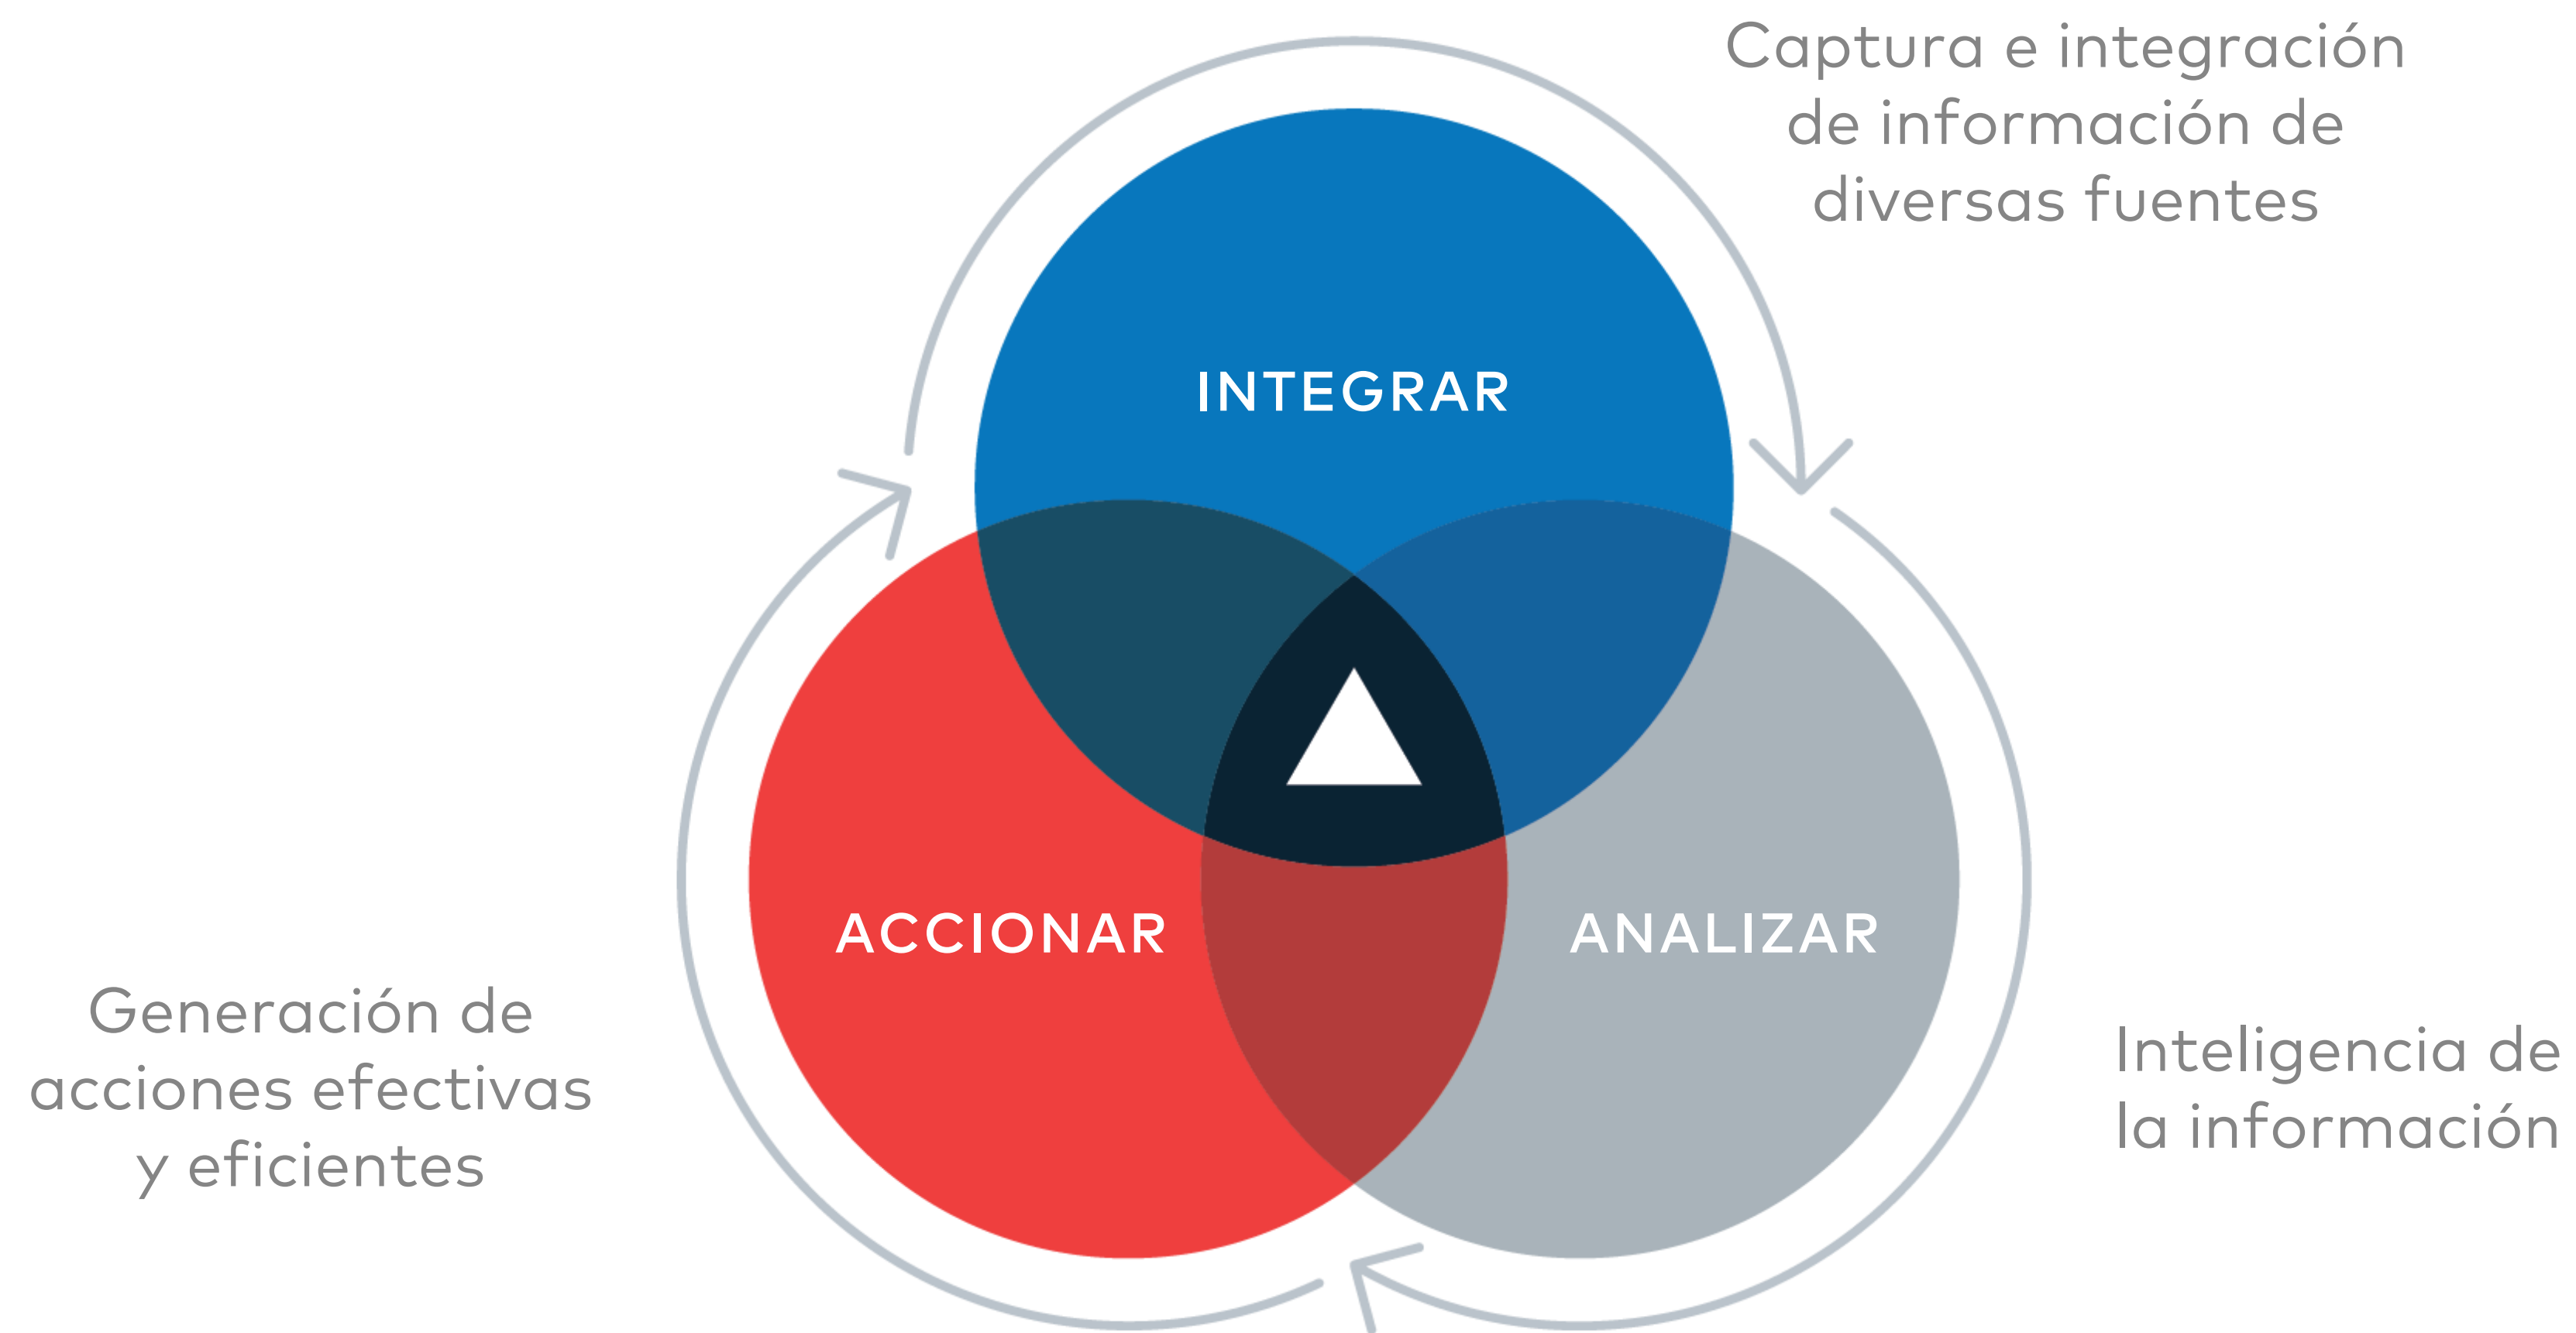 Captura e integración
de información de
diversas fuentes
INTEGRAR
ACCIONAR
ANALIZAR
Generación de
acciones efectivas
y eficientes
Inteligencia de
la información